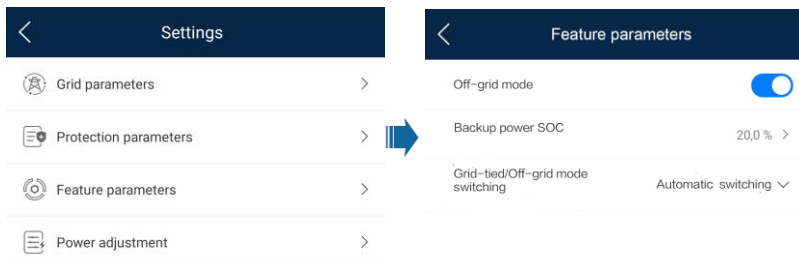 Settings
Grid parameters
Protection parameters
Feature parameters
Power adjustment
Feature parameters
Off-grid mode
Backup power SOC
20,0 %
Grid-tied/Off-grid mode
switching
Automatic switching